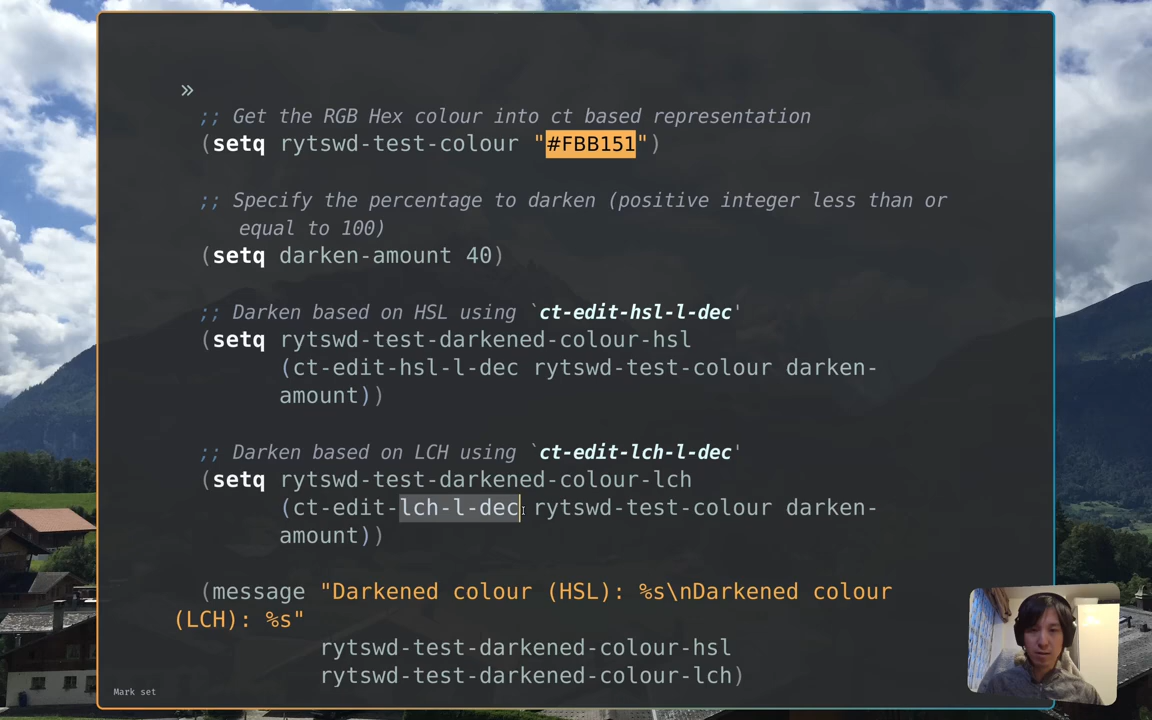 »
;; Get the RGB Hex colour into ct based representation
(setq rytswd-test-colour "#FBB151")
;; Specify the percentage to darken (positive integer less than or
equal to 100)
(setq darken-amount 40)
;; Darken based on HSL using `ct-edit-hsl-l-dec'
(setq rytswd-test-darkened-colour-hsl
(ct-edit-hsl-l-dec rytswd-test-colour darken-
amount))
;; Darken based on LCH using `ct-edit-lch-l-dec'
(setq rytswd-test-darkened-colour-lch
(ct-edit-lch-l-dec rytswd-test-colour darken-
amount))
(message "Darkened colour (HSL): %s\nDarkened colour
(LCH): %s"
rytswd-test-darkened-colour-hsl
rytswd-test-darkened-colour-lch)
Mark set